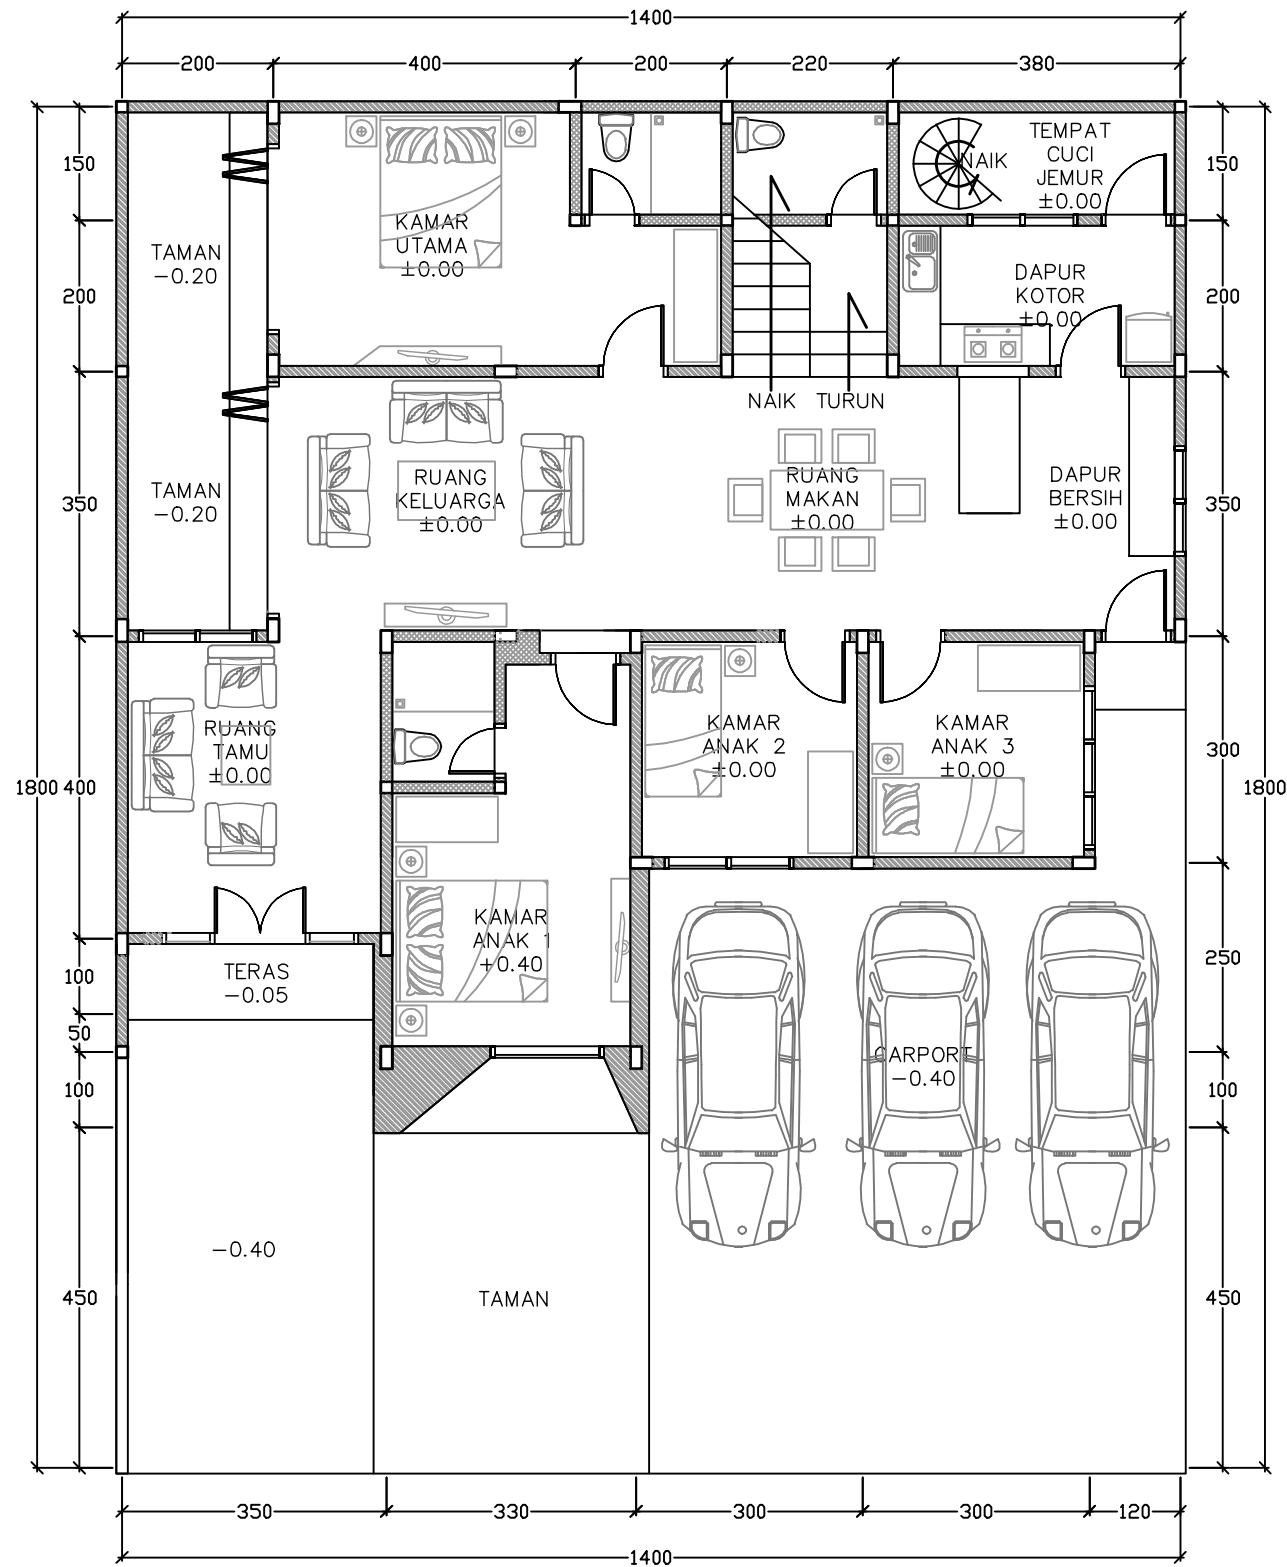 1400
200
400
200
220
380
150
200
350
1800
400
100
50
100
450
150
200
350
300
1800
250
100
450
TAMAN
-0.20
KAMAR
UTAMA
±0.00
NAIK
TEMPAT
CUCI
JEMUR
±0.00
DAPUR
KOTOR
±0.00
NAIK
TURUN
TAMAN
-0.20
RUANG
KELUARGA
±0.00
RUANG
MAKAN
±0.00
DAPUR
BERSIH
±0.00
RUANG
TAMU
±0.00
KAMAR
ANAK 2
±0.00
KAMAR
ANAK 3
±0.00
KAMAR
ANAK 1
+0.40
TERAS
-0.05
CARPORT
-0.40
-0.40
TAMAN
350
330
300
300
120
1400